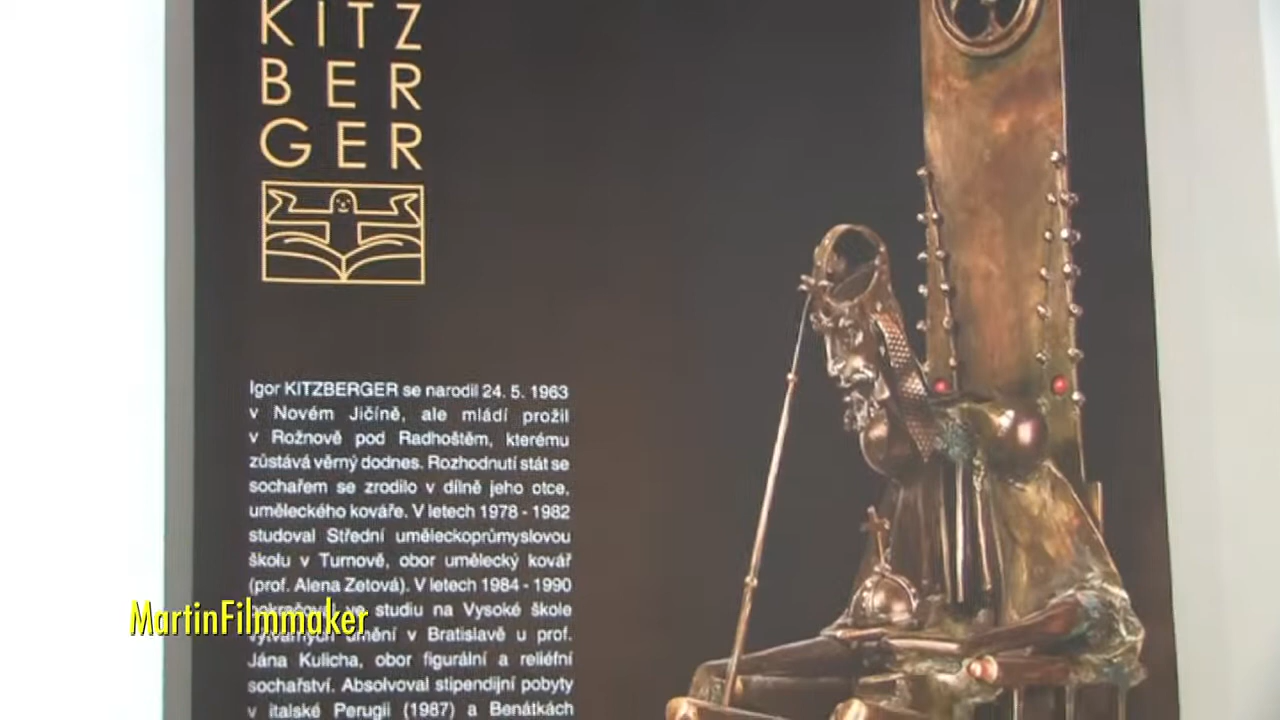 KITZ
BER
GER
Igor KITZBERGER se narodil 24. 5. 1963
v Novém Jičíně, ale mládí prožil
v Rožnově pod Radhoštěm, kterému
zůstává věrný dodnes. Rozhodnutí stát se
sochařem se zrodilo v dílně jeho otce,
uměleckého kováře. V letech 1978 - 1982
studoval Střední uměleckoprůmyslovou
školu v Turnově, obor umělecký kovář
(prof. Alena Zetová). V letech 1984 - 1990
pokračoval ve studiu na Vysoké škole
výtvarných umění v Bratislavě u prof.
Jána Kulicha, obor figurální a reliéfní
sochařství. Absolvoval stipendijní pobyty
v italské Perugii (1987) a Benátkách
MartinFilmmaker